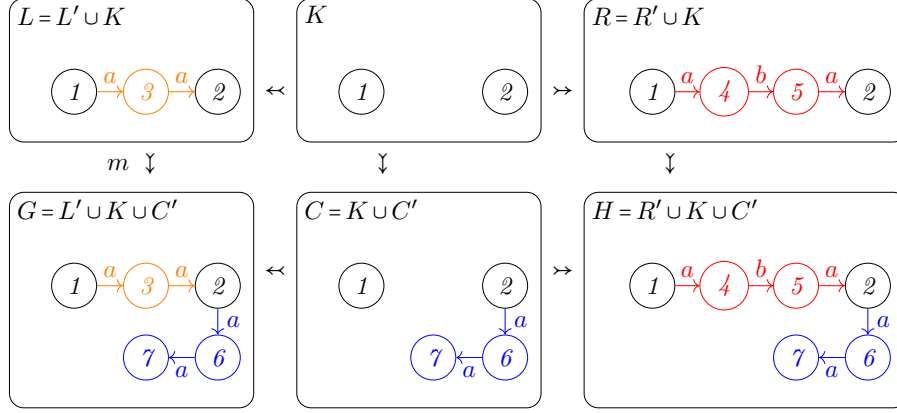 L = L′ ∪ K
1 a 3 a 2
K
1 2
R = R′ ∪ K
1 a 4 b 5 a 2
m
G = L′ ∪ K ∪ C′
1 a 3 a 2
a
7 a 6
C = K ∪ C′
1 2
a
7 a 6
H = R′ ∪ K ∪ C′
1 a 4 b 5 a 2
a
7 a 6